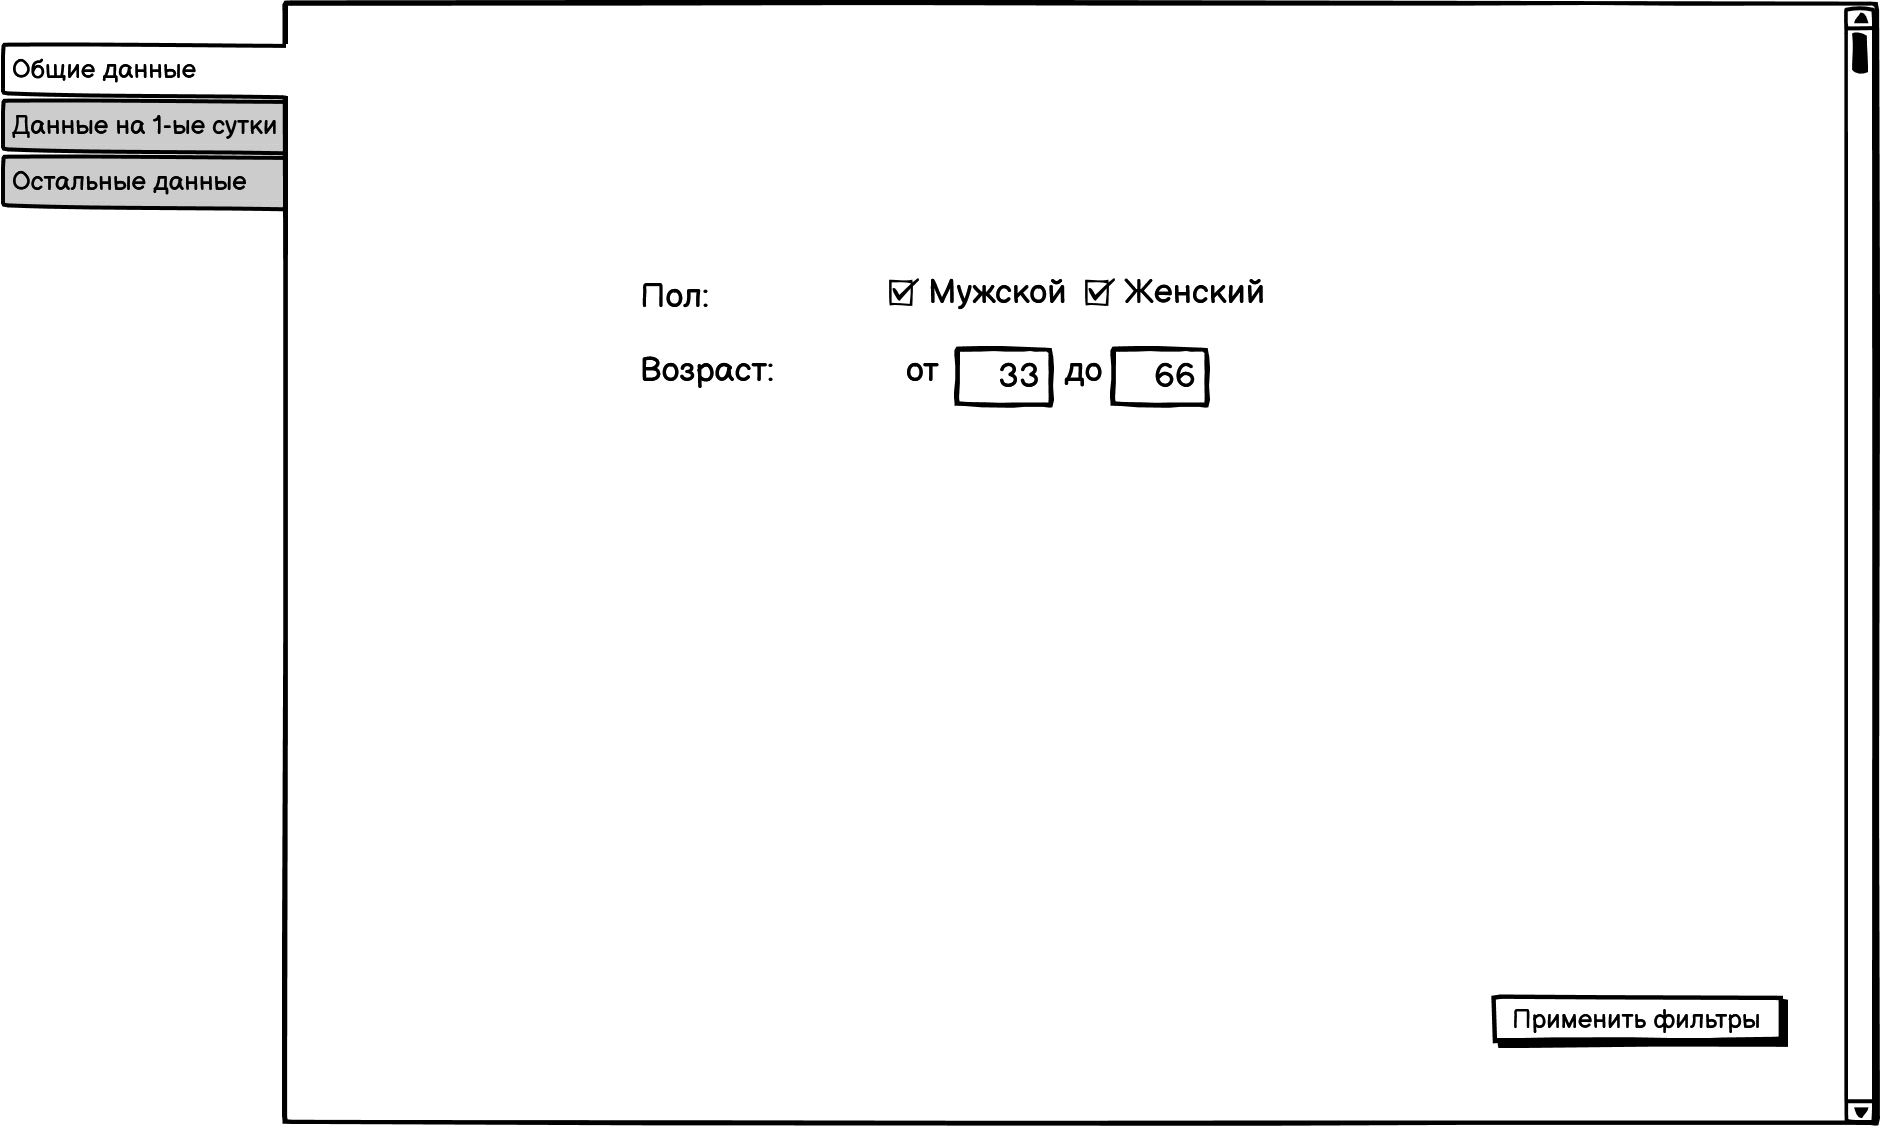 Общие данные
Данные на 1-ые сутки
Остальные данные
Пол: Мужской Женский
Возраст: от 33 до 66
Применить фильтры